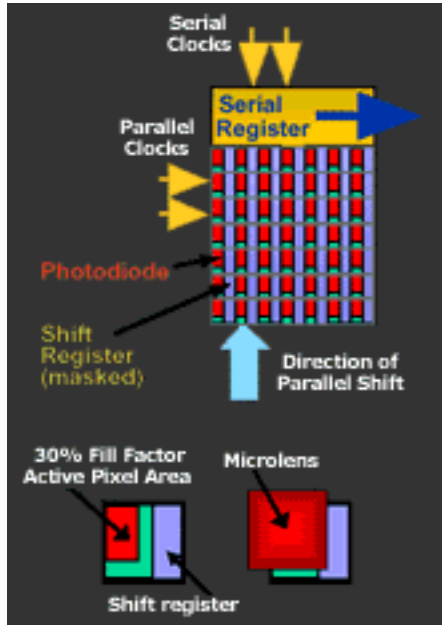 Serial
Clocks
Serial
Register
Parallel
Clocks
Photodiode
Shift
Register
(masked)
Direction of
Parallel Shift
30% Fill Factor
Active Pixel Area
Microlens
Shift register